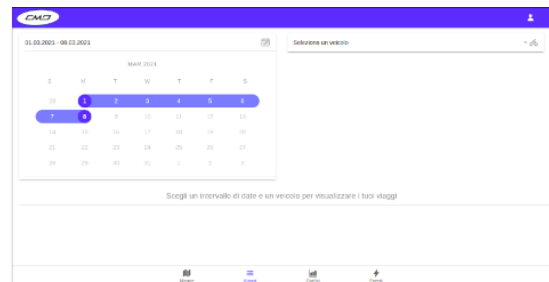 CMD
01.03.2021 - 08.03.2021
Seleziona un veicolo
MAR 2021
S M T W T F S
28 1 2 3 4 5 6
7 8 9 10 11 12 13
14 15 16 17 18 19 20
21 22 23 24 25 26 27
28 29 30 31 1 2 3
Scegli un intervallo di date e un veicolo per visualizzare i tuoi viaggi